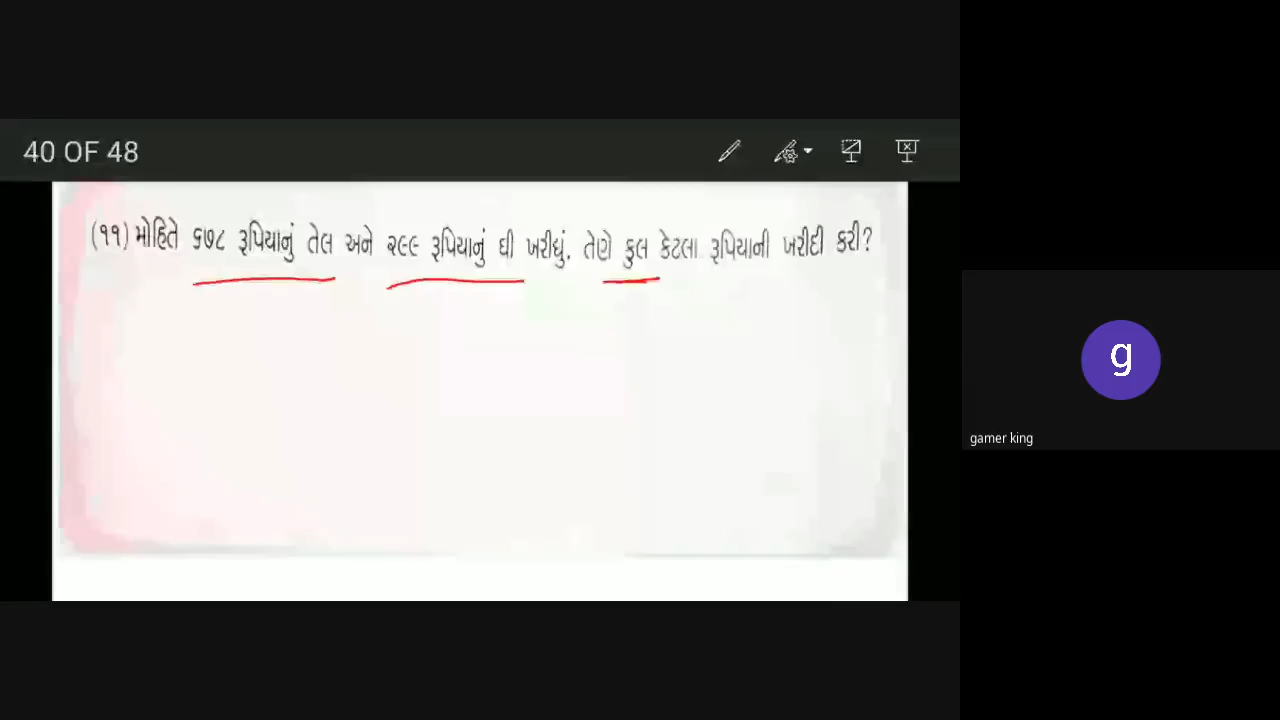 40 OF 48
(૧૧) મોહિતે ૬૭૮ રૂપિયાનું તેલ અને ૨૯૯ રૂપિયાનું ઘી ખરીધું. તેણે કુલ કેટલા રૂપિયાની ખરીદી કરી?
g
gamer king